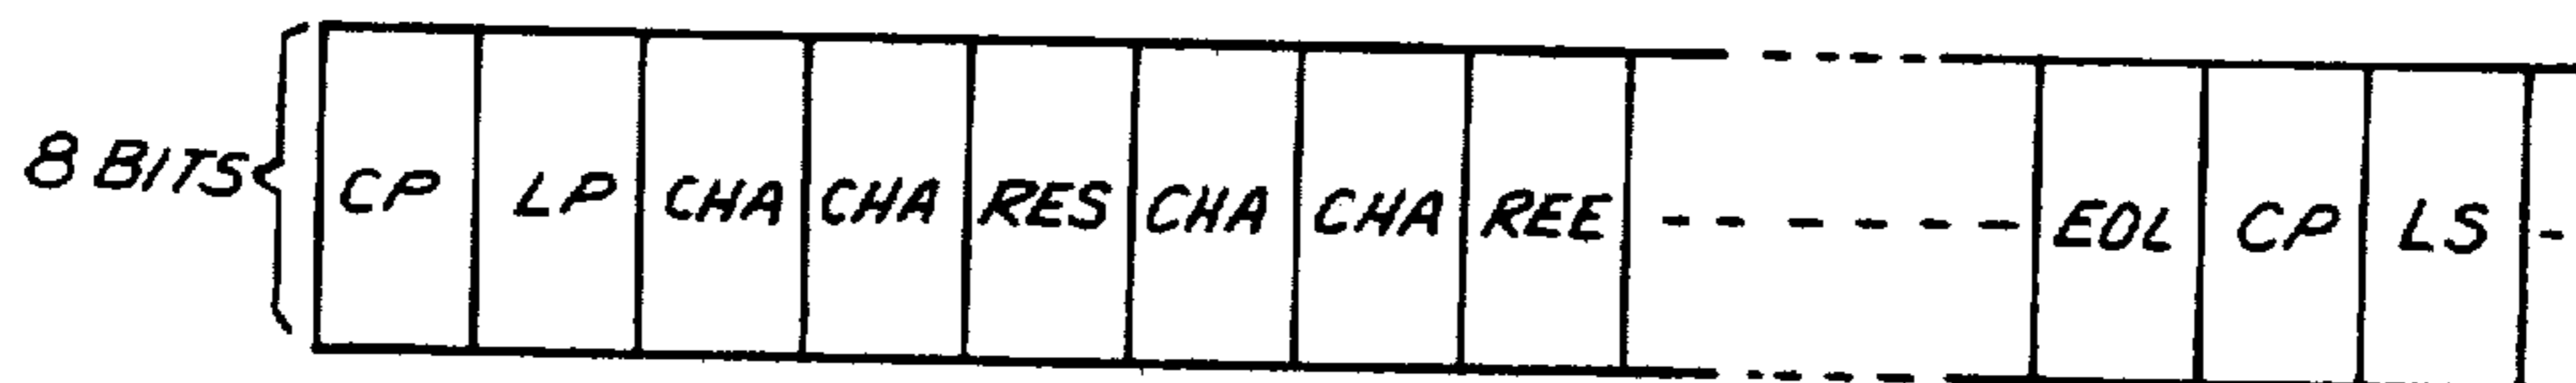 8 BITS CP LP CHA CHA RES CHA CHA REE EOL CP LS